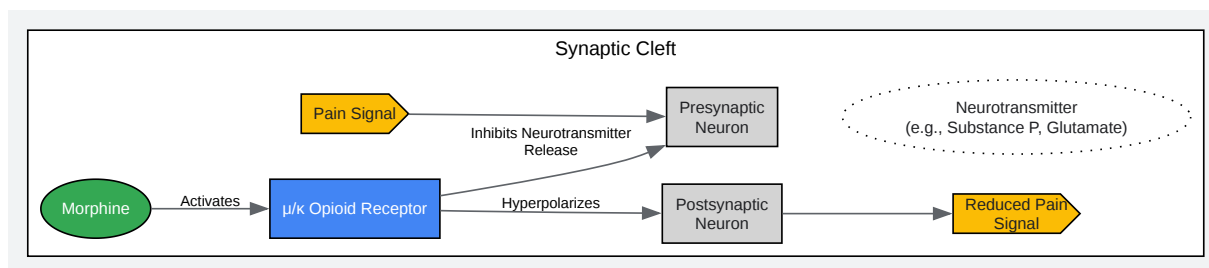 Synaptic Cleft
Pain Signal
Presynaptic
Neuron
Neurotransmitter
(e.g., Substance P, Glutamate)
Inhibits Neurotransmitter
Release
Morphine
Activates
μ/κ Opioid Receptor
Hyperpolarizes
Postsynaptic
Neuron
Reduced Pain
Signal